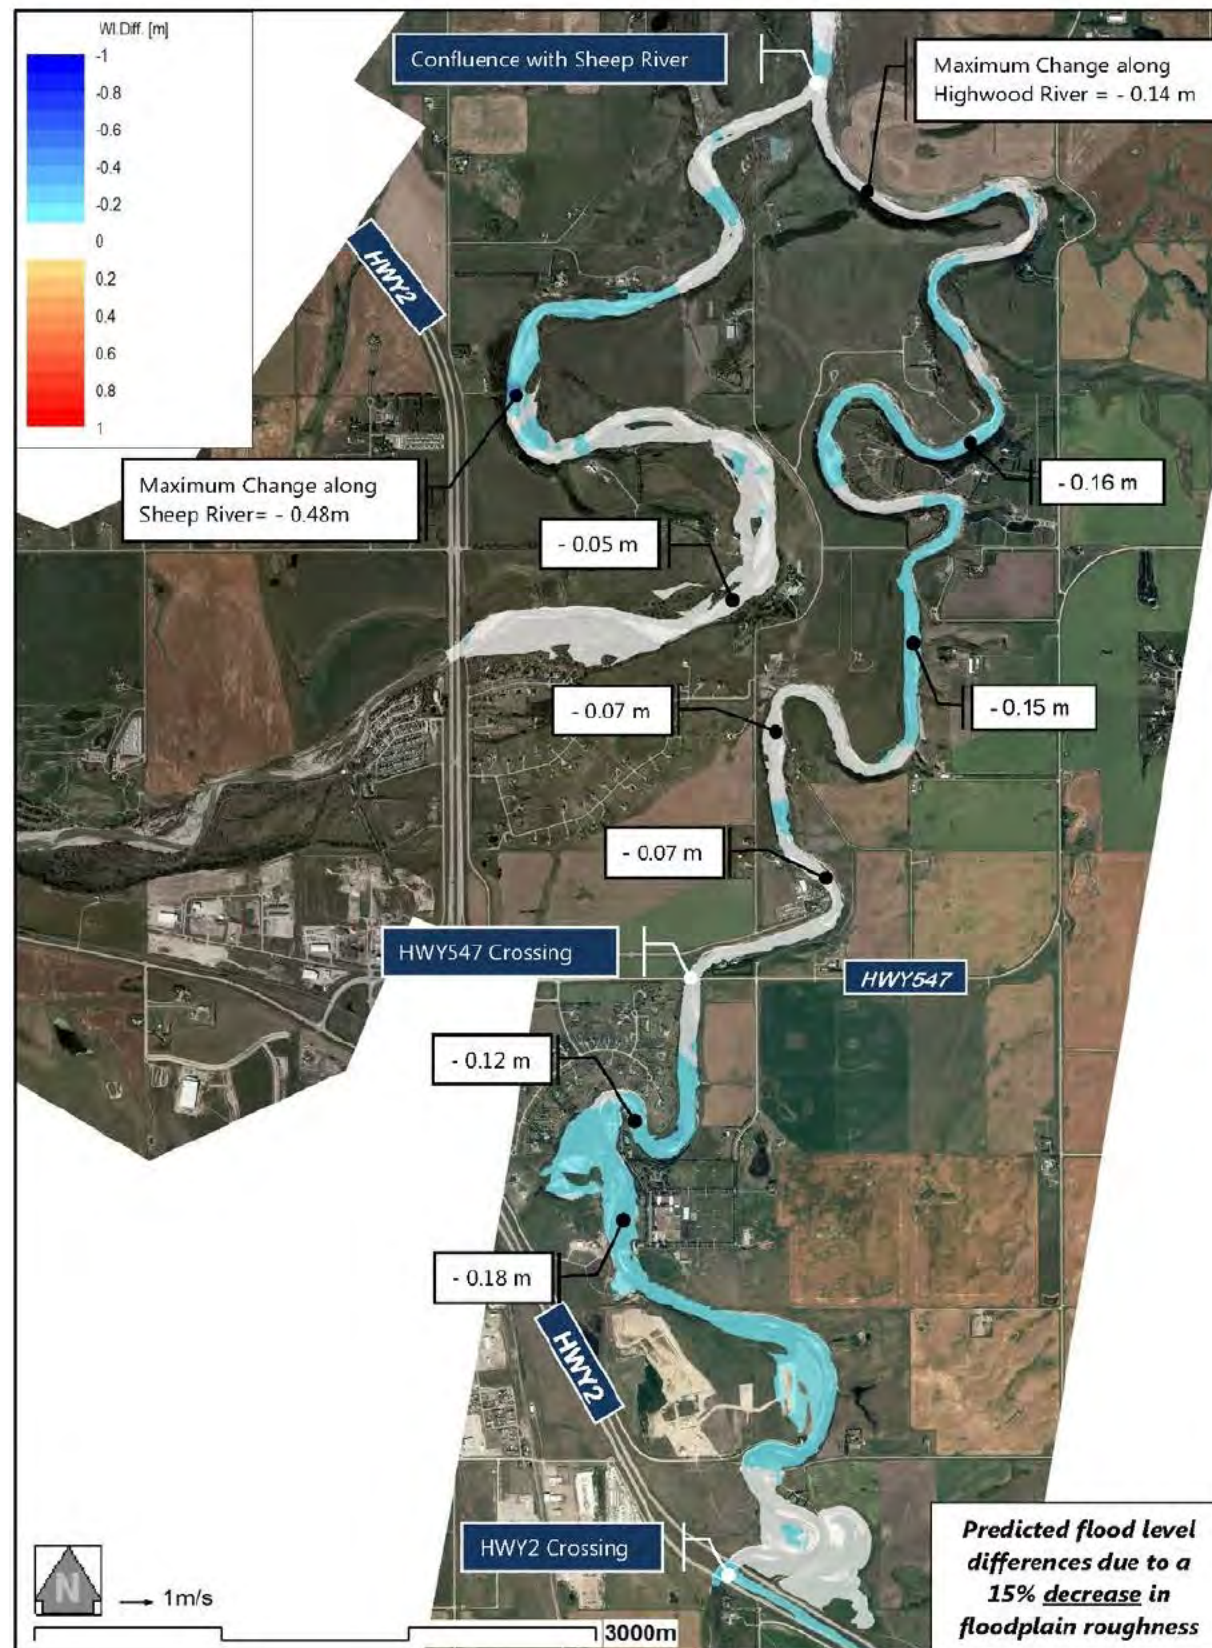 WI.Diff. [m]
-1
-0.8
-0.6
-0.4
-0.2
0
0.2
0.4
0.6
0.8
1
Confluence with Sheep River
Maximum Change along
Highwood River = - 0.14 m
HWY2
Maximum Change along
Sheep River= - 0.48m
- 0.16 m
- 0.05 m
- 0.07 m
- 0.15 m
- 0.07 m
HWY547 Crossing
HWY547
- 0.12 m
- 0.18 m
HWY2
HWY2 Crossing
Predicted flood level
differences due to a
15% decrease in
floodplain roughness
N
1m/s
3000m